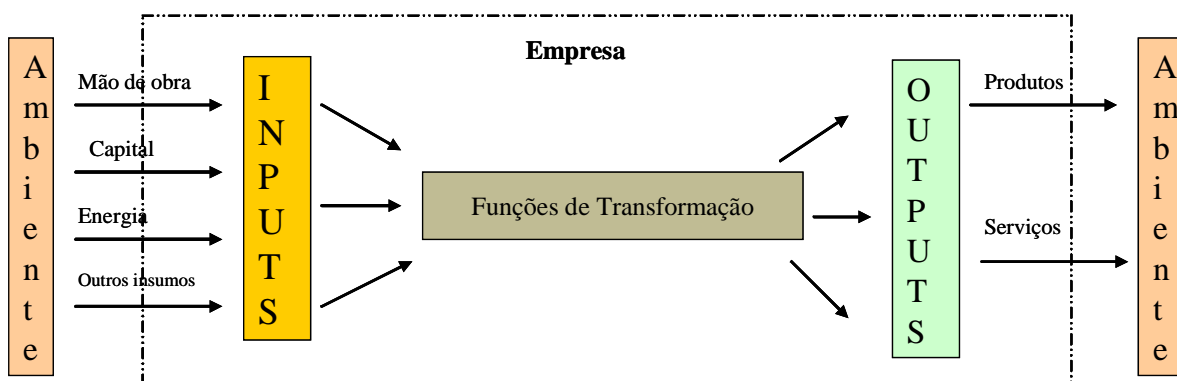 Empresa
Ambiente
Mão de obra
Capital
Energia
Outros insumos
INPUTS
Funções de Transformação
OUTPUTS
Produtos
Serviços
Ambiente